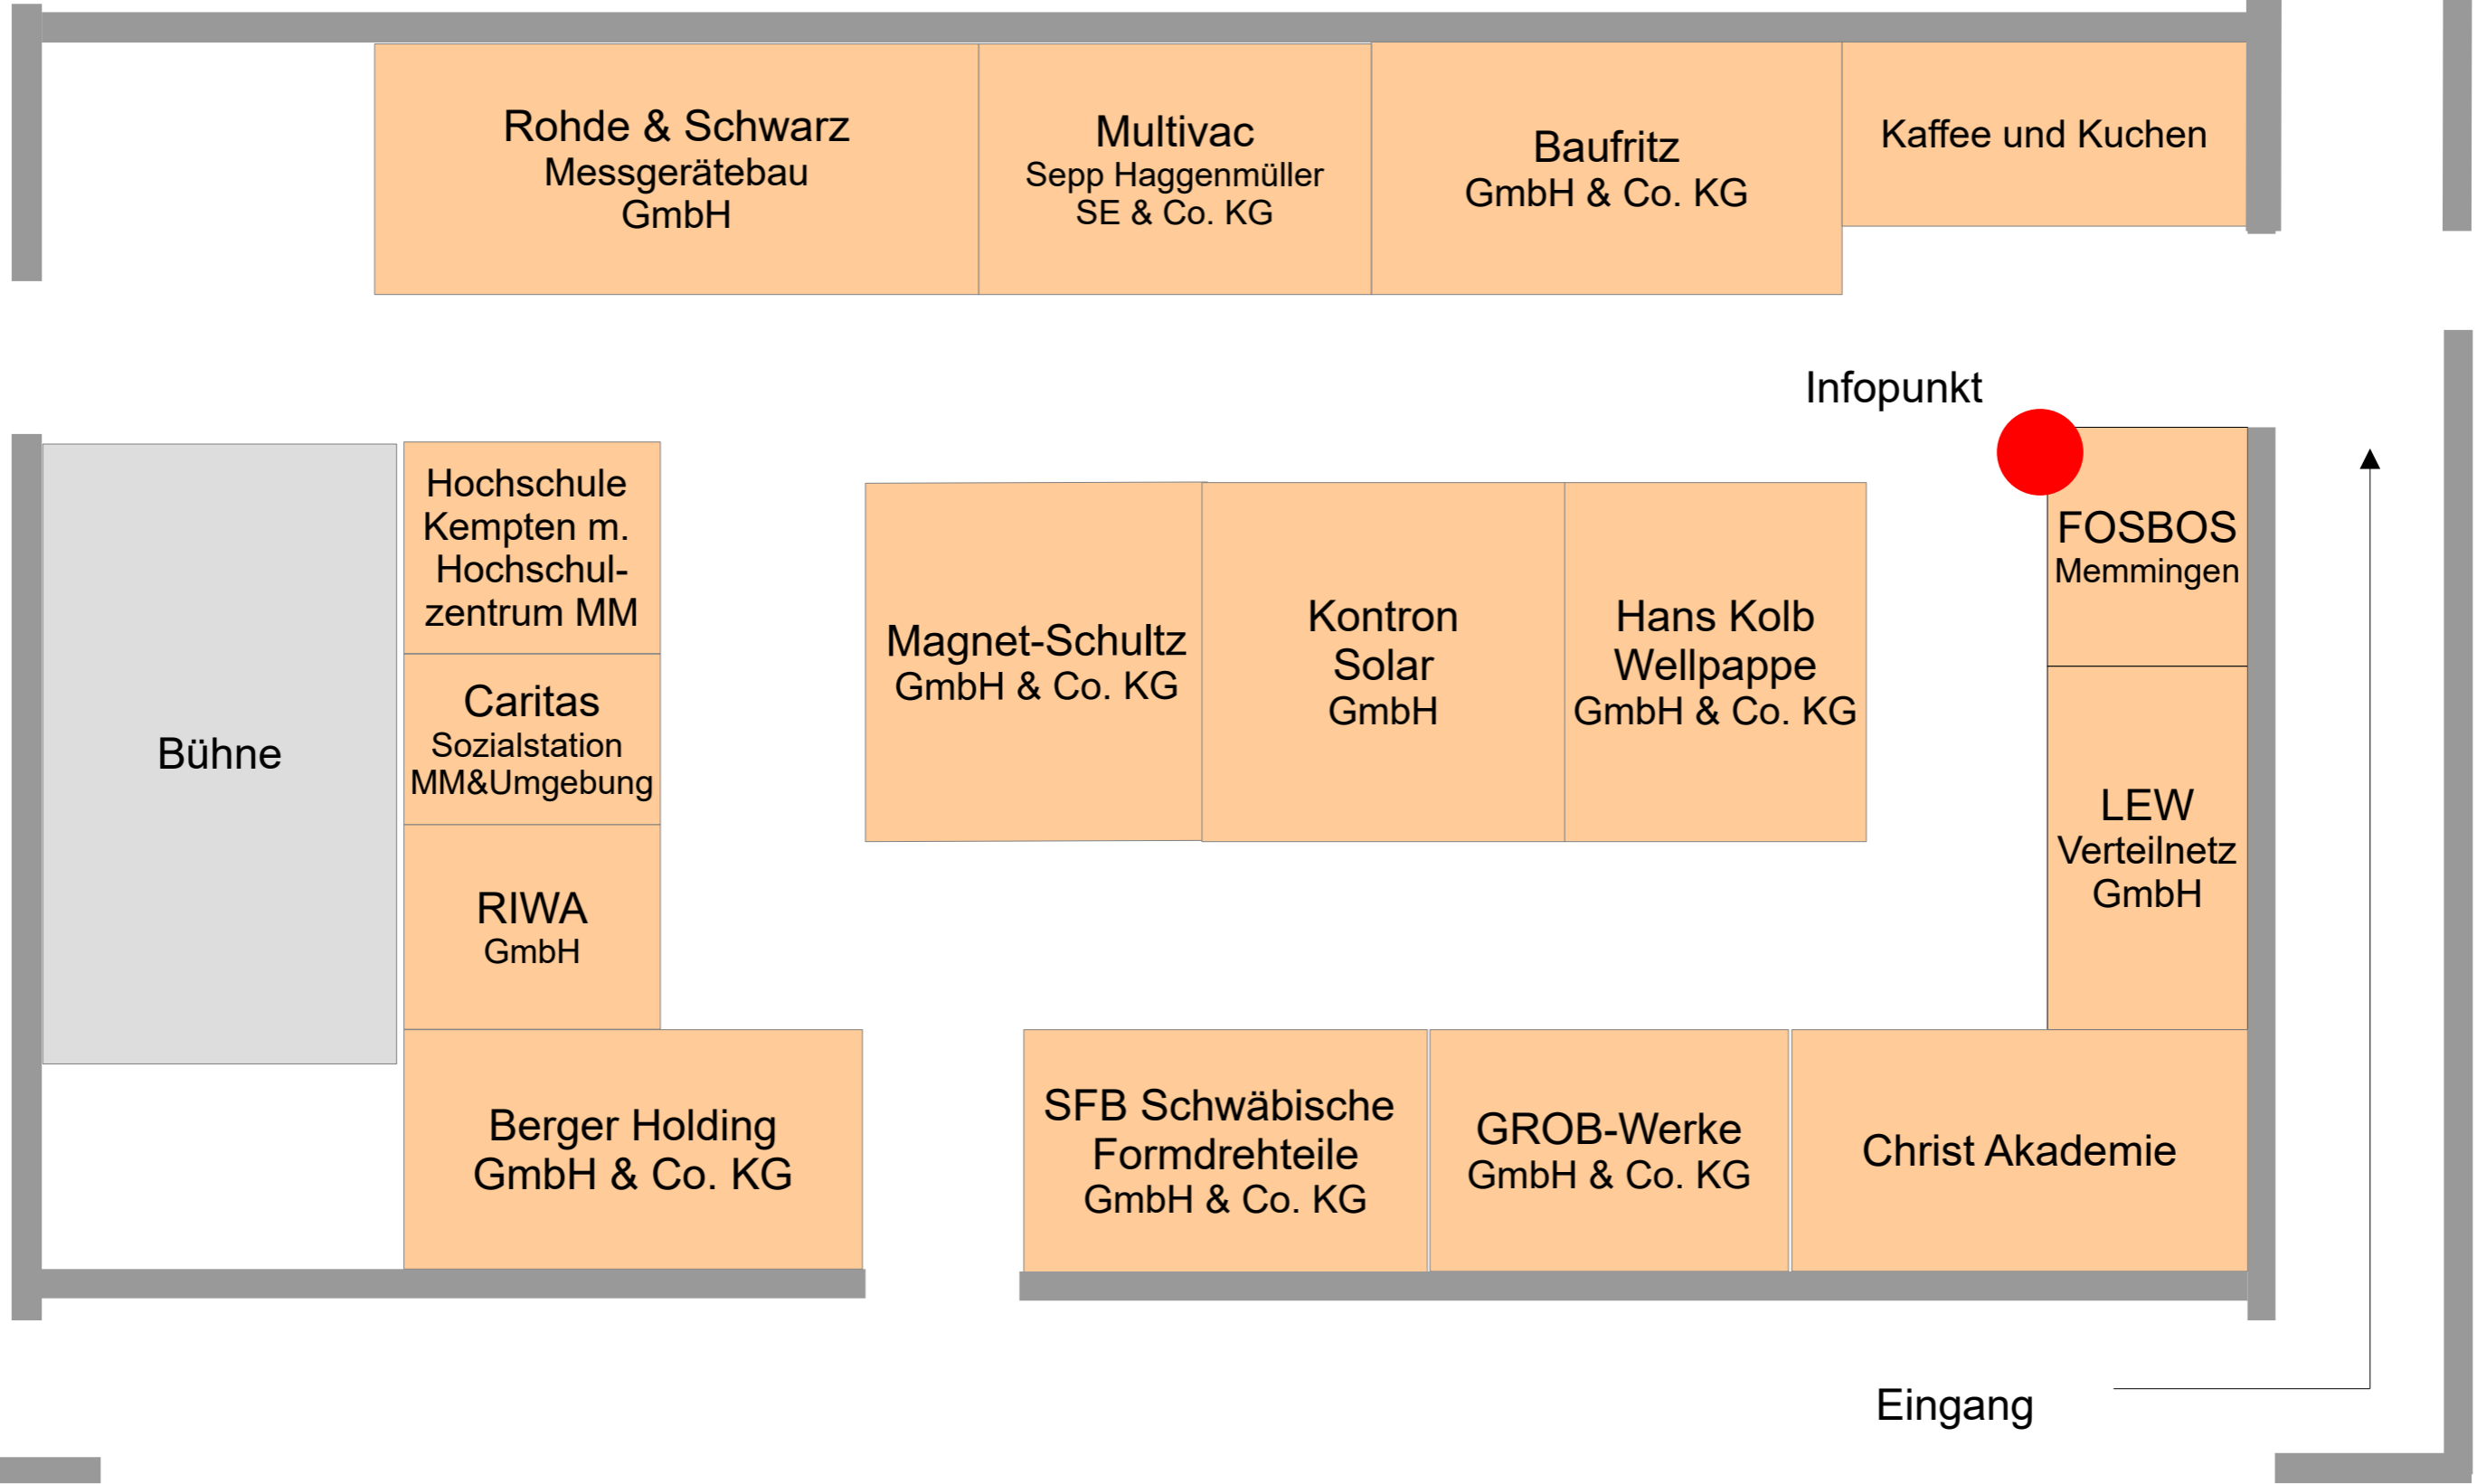 Rohde & Schwarz
Messgerätebau
GmbH
Multivac
Sepp Haggenmüller
SE & Co. KG
Baufritz
GmbH & Co. KG
Kaffee und Kuchen
Infopunkt
Bühne
Hochschule
Kempten m.
Hochschul-
zentrum MM
Caritas
Sozialstation
MM&Umgebung
RIWA
GmbH
Magnet-Schultz
GmbH & Co. KG
Kontron
Solar
GmbH
Hans Kolb
Wellpappe
GmbH & Co. KG
FOSBOS
Memmingen
LEW
Verteilnetz
GmbH
Berger Holding
GmbH & Co. KG
SFB Schwäbische
Formdrehteile
GmbH & Co. KG
GROB-Werke
GmbH & Co. KG
Christ Akademie
Eingang